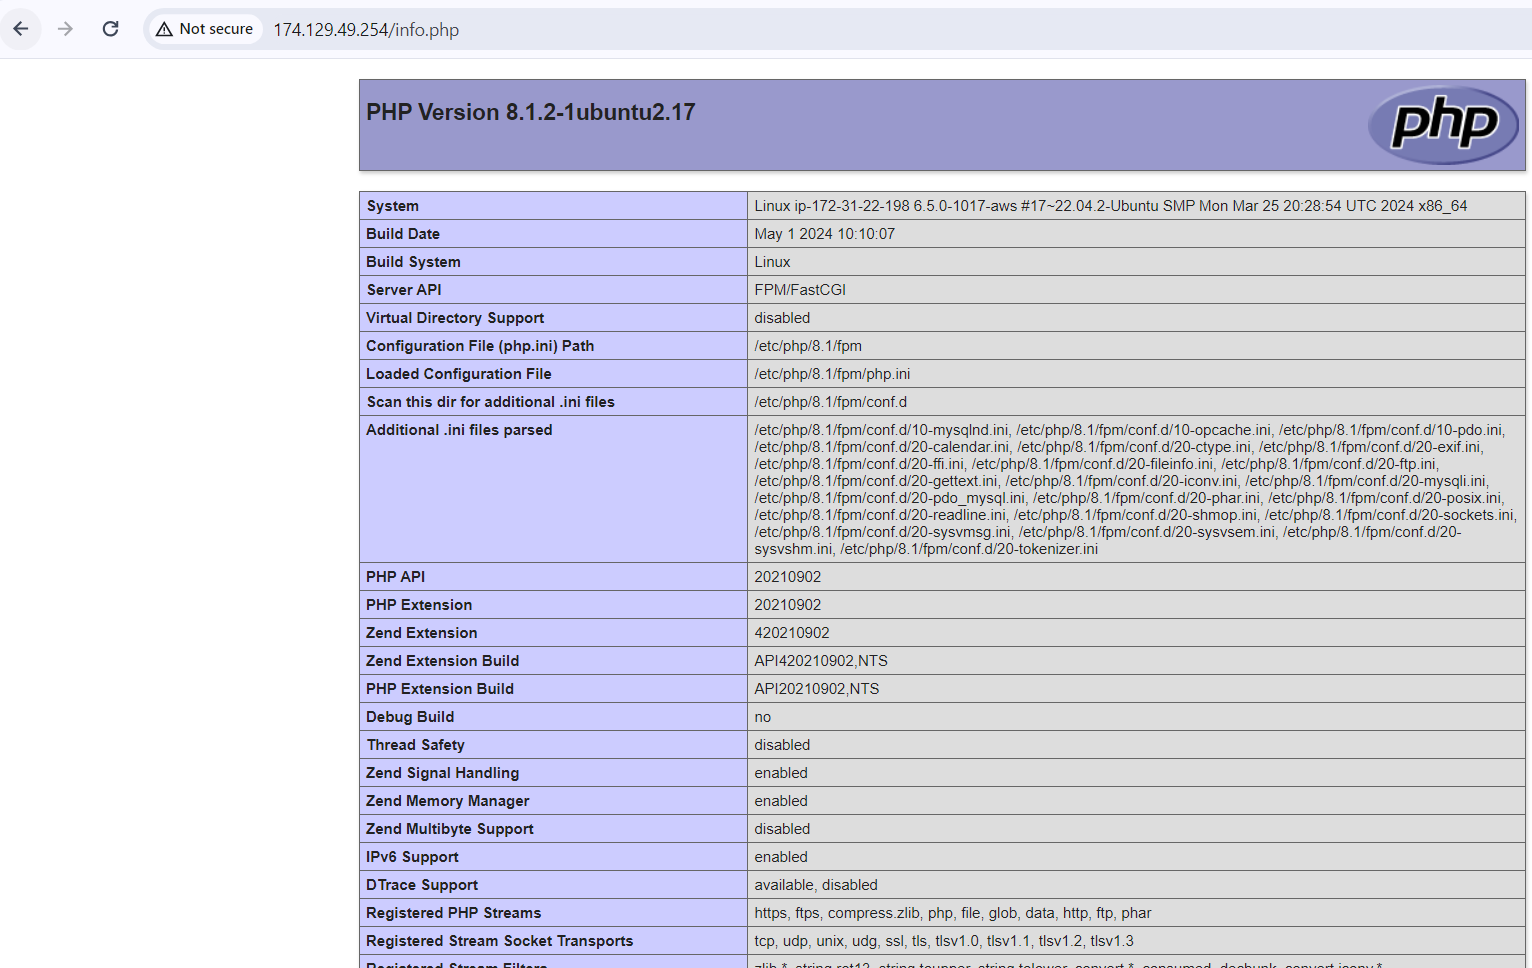 Not secure 174.129.49.254/info.php
PHP Version 8.1.2-1ubuntu2.17
php
System Linux ip-172-31-22-198 6.5.0-1017-aws #17~22.04.2-Ubuntu SMP Mon Mar 25 20:28:54 UTC 2024 x86_64
Build Date May 1 2024 10:10:07
Build System Linux
Server API FPM/FastCGI
Virtual Directory Support disabled
Configuration File (php.ini) Path /etc/php/8.1/fpm
Loaded Configuration File /etc/php/8.1/fpm/php.ini
Scan this dir for additional .ini files /etc/php/8.1/fpm/conf.d
Additional .ini files parsed /etc/php/8.1/fpm/conf.d/10-mysqlnd.ini, /etc/php/8.1/fpm/conf.d/10-opcache.ini, /etc/php/8.1/fpm/conf.d/10-pdo.ini,
/etc/php/8.1/fpm/conf.d/20-calendar.ini, /etc/php/8.1/fpm/conf.d/20-ctype.ini, /etc/php/8.1/fpm/conf.d/20-exif.ini,
/etc/php/8.1/fpm/conf.d/20-ffi.ini, /etc/php/8.1/fpm/conf.d/20-fileinfo.ini, /etc/php/8.1/fpm/conf.d/20-ftp.ini,
/etc/php/8.1/fpm/conf.d/20-gettext.ini, /etc/php/8.1/fpm/conf.d/20-iconv.ini, /etc/php/8.1/fpm/conf.d/20-mysqli.ini,
/etc/php/8.1/fpm/conf.d/20-pdo_mysql.ini, /etc/php/8.1/fpm/conf.d/20-phar.ini, /etc/php/8.1/fpm/conf.d/20-posix.ini,
/etc/php/8.1/fpm/conf.d/20-readline.ini, /etc/php/8.1/fpm/conf.d/20-shmop.ini, /etc/php/8.1/fpm/conf.d/20-sockets.ini,
/etc/php/8.1/fpm/conf.d/20-sysvmsg.ini, /etc/php/8.1/fpm/conf.d/20-sysvsem.ini, /etc/php/8.1/fpm/conf.d/20-
sysvshm.ini, /etc/php/8.1/fpm/conf.d/20-tokenizer.ini
PHP API 20210902
PHP Extension 20210902
Zend Extension 420210902
Zend Extension Build API420210902,NTS
PHP Extension Build API20210902,NTS
Debug Build no
Thread Safety disabled
Zend Signal Handling enabled
Zend Memory Manager enabled
Zend Multibyte Support disabled
IPv6 Support enabled
DTrace Support available, disabled
Registered PHP Streams https, ftps, compress.zlib, php, file, glob, data, http, ftp, phar
Registered Stream Socket Transports tcp, udp, unix, udg, ssl, tls, tlsv1.0, tlsv1.1, tlsv1.2, tlsv1.3